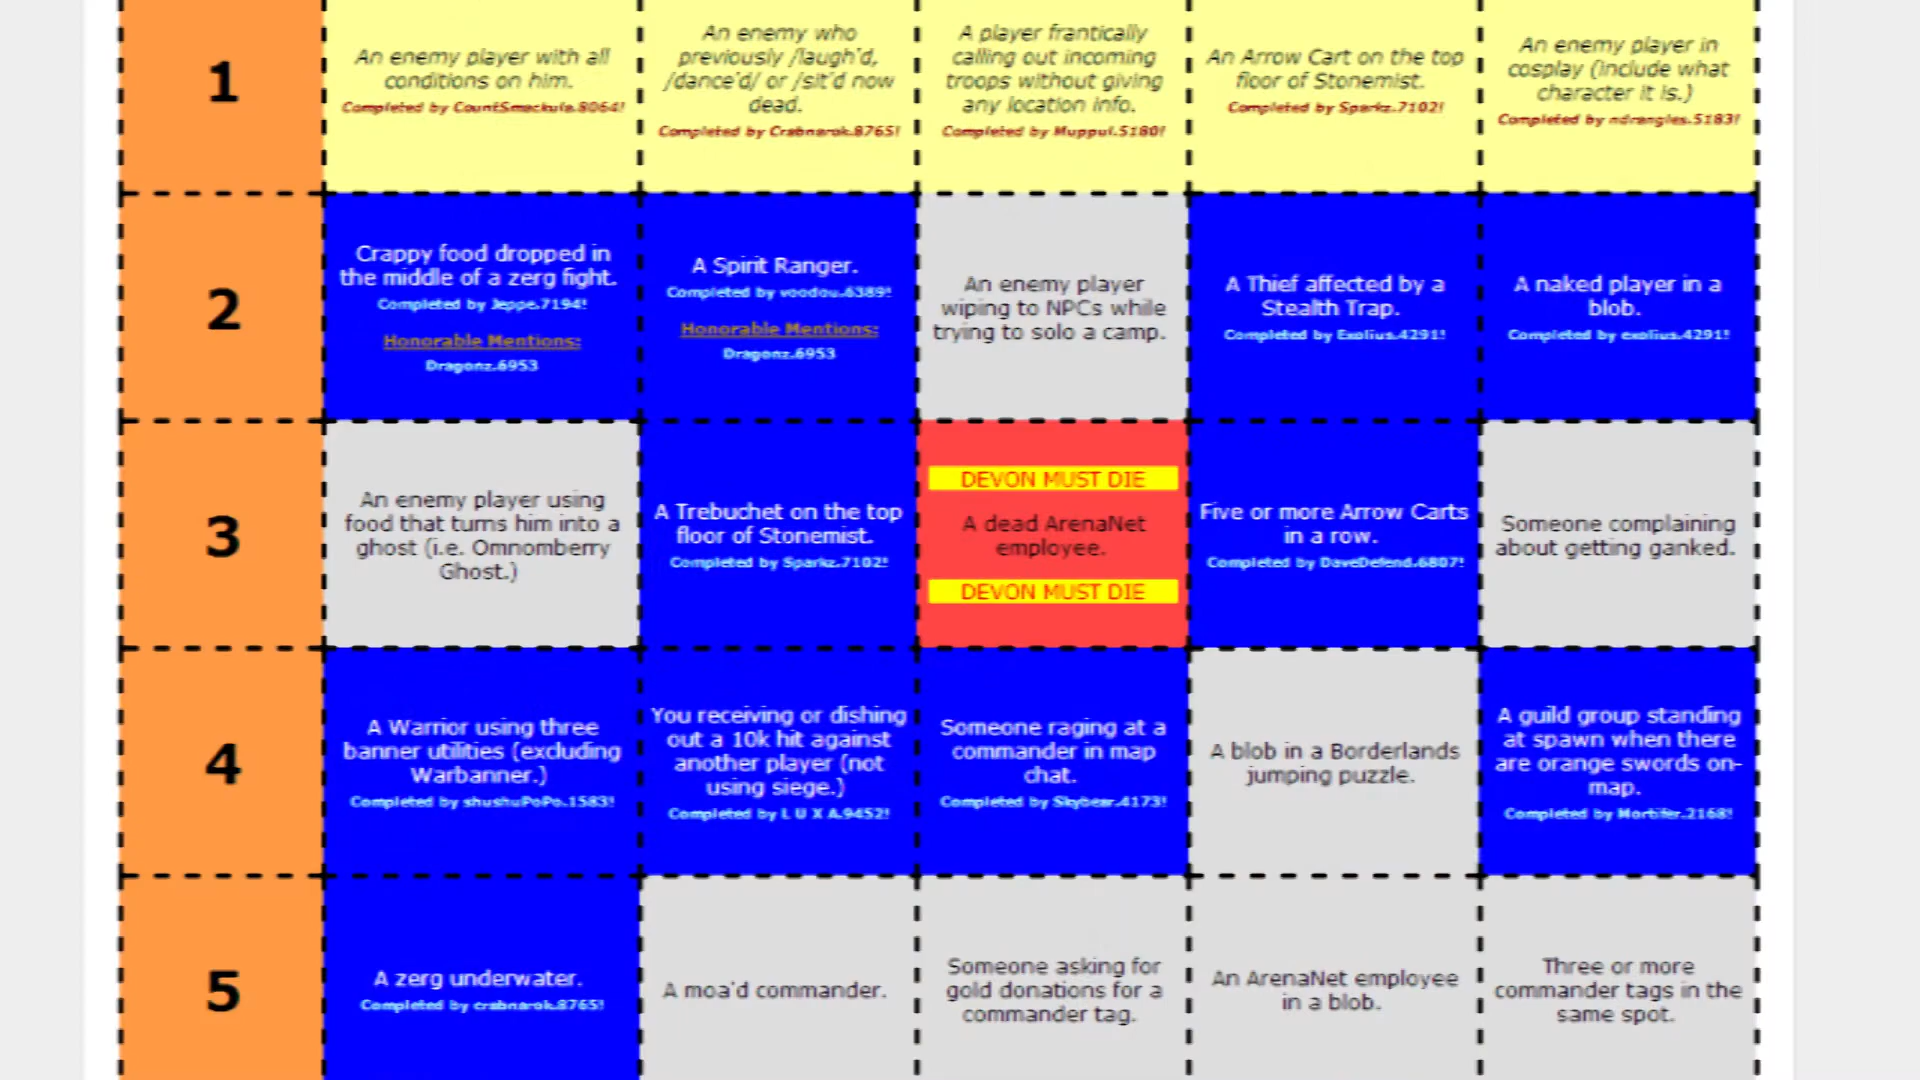 1
An enemy player with all
conditions on him.
Completed by CountSmackula.8064!
An enemy who
previously /laugh'd,
/dance'd/ or /sit'd now
dead.
Completed by Crabnarok.8765!
A player frantically
calling out incoming
troops without giving
any location info.
Completed by Muppul.5180!
An Arrow Cart on the top
floor of Stonemist.
Completed by Sparkz.7102!
An enemy player in
cosplay (include what
character it is.)
Completed by ndrangles.5183!
2
Crappy food dropped in
the middle of a zerg fight.
Completed by Jeppe.7194!
Honorable Mentions:
Dragonz.6953
A Spirit Ranger.
Completed by voodou.6389!
Honorable Mentions:
Dragonz.6953
An enemy player
wiping to NPCs while
trying to solo a camp.
A Thief affected by a
Stealth Trap.
Completed by Exolius.4291!
A naked player in a
blob.
Completed by exolius.4291!
3
An enemy player using
food that turns him into a
ghost (i.e. Omnomberry
Ghost.)
A Trebuchet on the top
floor of Stonemist.
Completed by Sparkz.7102!
DEVON MUST DIE
A dead ArenaNet
employee.
DEVON MUST DIE
Five or more Arrow Carts
in a row.
Completed by DaveDefend.6807!
Someone complaining
about getting ganked.
4
A Warrior using three
banner utilities (excluding
Warbanner.)
Completed by shushuPoPo.1583!
You receiving or dishing
out a 10k hit against
another player (not
using siege.)
Completed by L U X A.9452!
Someone raging at a
commander in map
chat.
Completed by Skybear.4173!
A blob in a Borderlands
jumping puzzle.
A guild group standing
at spawn when there
are orange swords on-
map.
Completed by Mortifer.2168!
5
A zerg underwater.
Completed by crabnarok.8765!
A moa'd commander.
Someone asking for
gold donations for a
commander tag.
An ArenaNet employee
in a blob.
Three or more
commander tags in the
same spot.